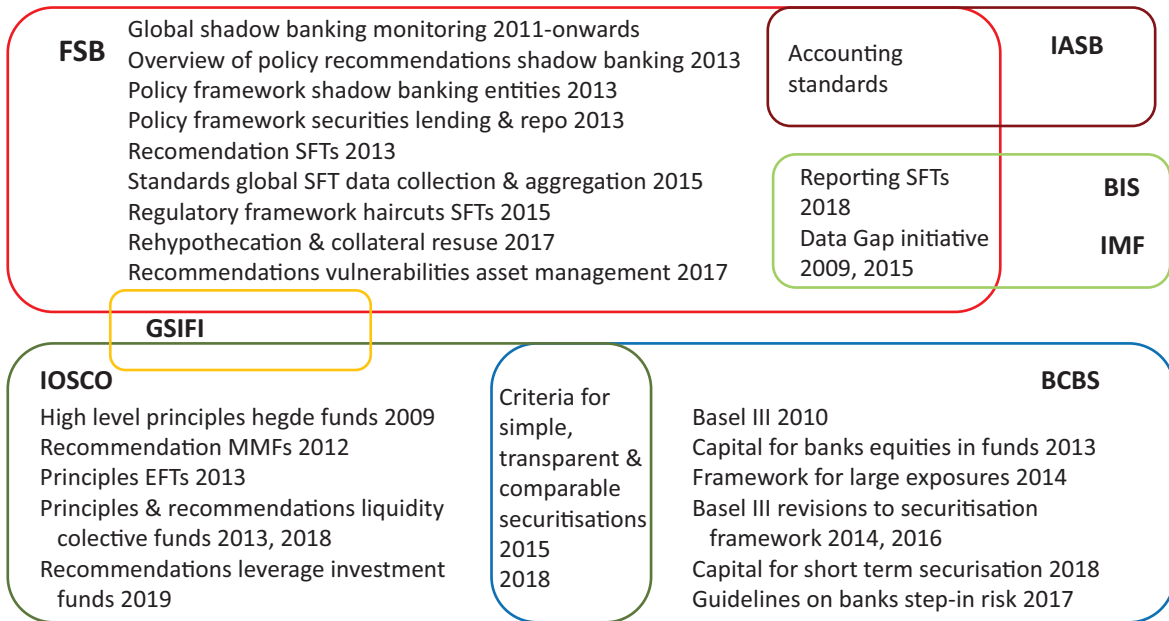 FSB
Global shadow banking monitoring 2011-onwards
Overview of policy recommendations shadow banking 2013
Policy framework shadow banking entities 2013
Policy framework securities lending & repo 2013
Recomendation SFTs 2013
Standards global SFT data collection & aggregation 2015
Regulatory framework haircuts SFTs 2015
Rehypothecation & collateral resuse 2017
Recommendations vulnerabilities asset management 2017
Accounting
standards
IASB
Reporting SFTs
2018
Data Gap initiative
2009, 2015
BIS
IMF
GSIFI
IOSCO
High level principles hegde funds 2009
Recommendation MMFs 2012
Principles EFTs 2013
Principles & recommendations liquidity
colective funds 2013, 2018
Recommendations leverage investment
funds 2019
Criteria for
simple,
transparent &
comparable
securitisations
2015
2018
BCBS
Basel III 2010
Capital for banks equities in funds 2013
Framework for large exposures 2014
Basel III revisions to securitisation
framework 2014, 2016
Capital for short term securisation 2018
Guidelines on banks step-in risk 2017